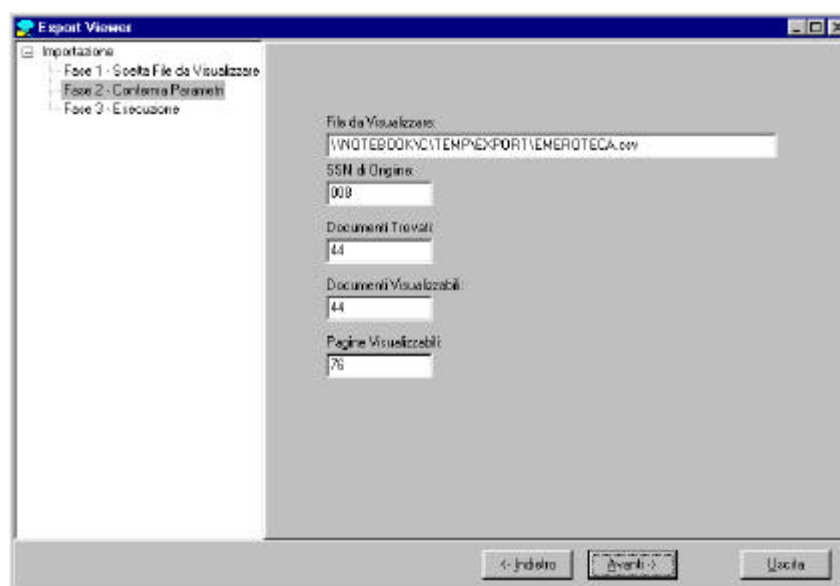 Export Viewer
Importazione
Fase 1 - Scelta File da Visualizzare
Fase 2 - Conferma Parametri
Fase 3 - Esecuzione
File da Visualizzare:
\\NOTEBOOK\C\TEMP\EXPORT\EMEROTECA.csv
SSN di Origine:
008
Documenti Trovati:
44
Documenti Visualizzabili:
44
Pagine Visualizzabili:
76
<- Indietro
Avanti ->
Uscita